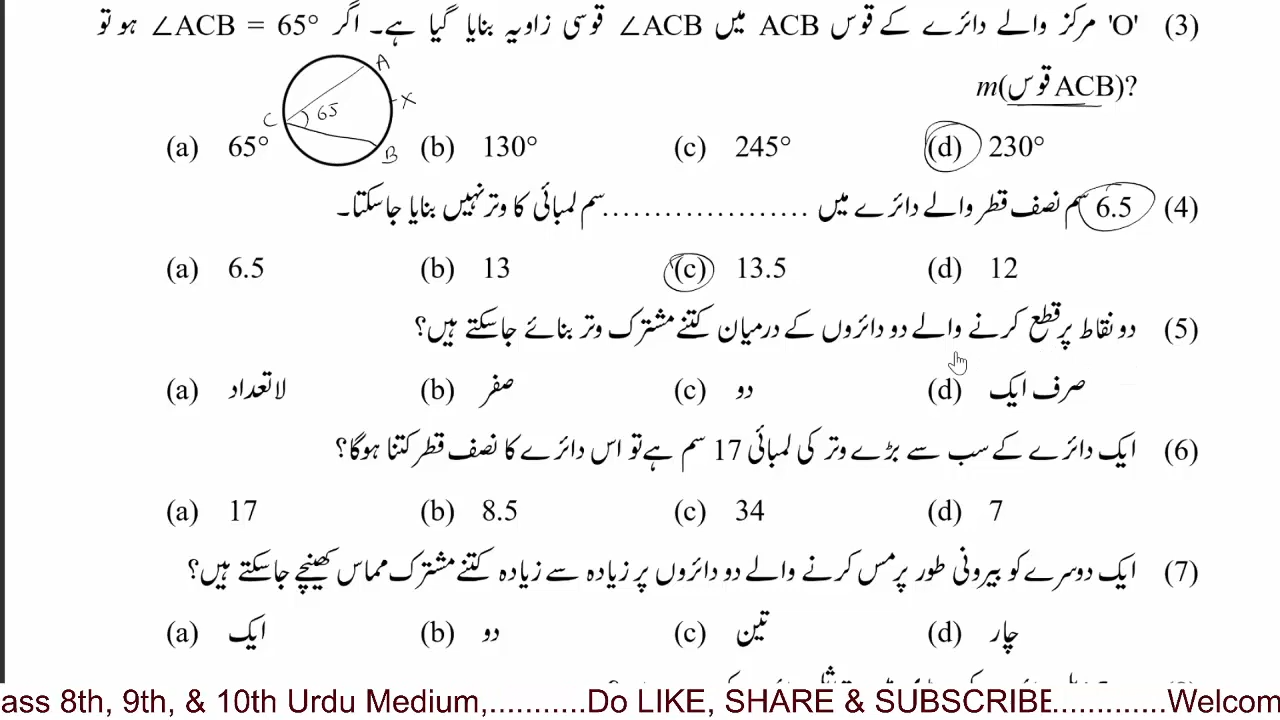 (3) 'O' مرکز والے دائرے کے قوس ACB میں ∠ACB قوسی زاویہ بنایا گیا ہے۔ اگر ∠ACB = 65° ہو تو
m(قوس ACB)?
A
X
C
65
B
(a) 65° (b) 130° (c) 245° (d) 230°
(4) 6.5 سم نصف قطر والے دائرے میں .................... سم لمبائی کا وتر نہیں بنایا جاسکتا۔
(a) 6.5 (b) 13 (c) 13.5 (d) 12
(5) دو نقاط پر قطع کرنے والے دو دائروں کے درمیان کتنے مشترک وتر بنائے جاسکتے ہیں؟
(a) لاتعداد (b) صفر (c) دو (d) صرف ایک
(6) ایک دائرے کے سب سے بڑے وتر کی لمبائی 17 سم ہے تو اس دائرے کا نصف قطر کتنا ہوگا؟
(a) 17 (b) 8.5 (c) 34 (d) 7
(7) ایک دوسرے کو بیرونی طور پر مس کرنے والے دو دائروں پر زیادہ سے زیادہ کتنے مشترک مماس کھینچے جاسکتے ہیں؟
(a) ایک (b) دو (c) تین (d) چار
ass 8th, 9th, & 10th Urdu Medium,...........Do LIKE, SHARE & SUBSCRIBE.............Welcom